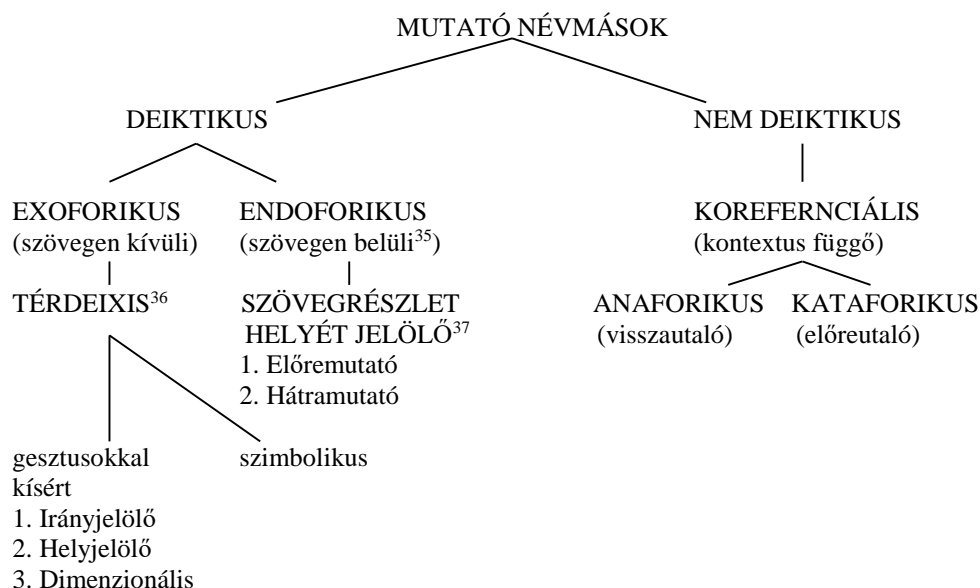 MUTATÓ NÉVMÁSOK
DEIKTIKUS
NEM DEIKTIKUS
EXOFORIKUS
(szövegen kívüli)
ENDOFORIKUS
(szövegen belüli³⁵)
KOREFERNCIÁLIS
(kontextus függő)
TÉRDEIXIS³⁶
SZÖVEGRÉSZLET
HELYÉT JELÖLŐ³⁷
1. Előremutató
2. Hátramutató
ANAFORIKUS
(visszautaló)
KATAFORIKUS
(előreutaló)
gesztusokkal
kísért
1. Irányjelölő
2. Helyjelölő
3. Dimenzionális
szimbolikus